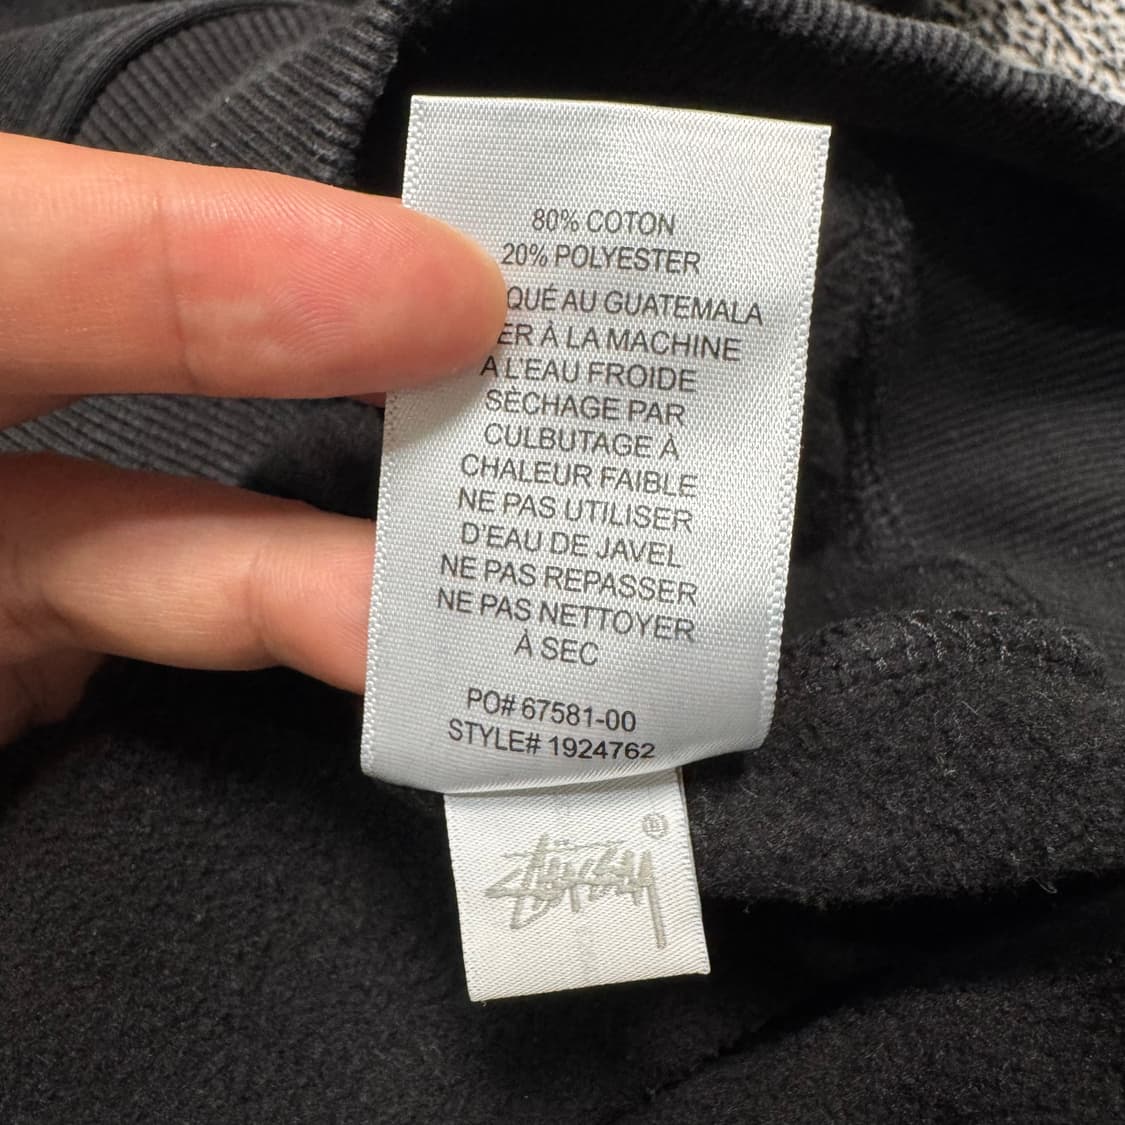 80% COTON
20% POLYESTER
QUÉ AU GUATEMALA
ER À LA MACHINE
A L'EAU FROIDE
SÈCHAGE PAR
CULBUTAGE À
CHALEUR FAIBLE
NE PAS UTILISER
D'EAU DE JAVEL
NE PAS REPASSER
NE PAS NETTOYER
À SEC
PO# 67581-00
STYLE# 1924762
Stüssy ®